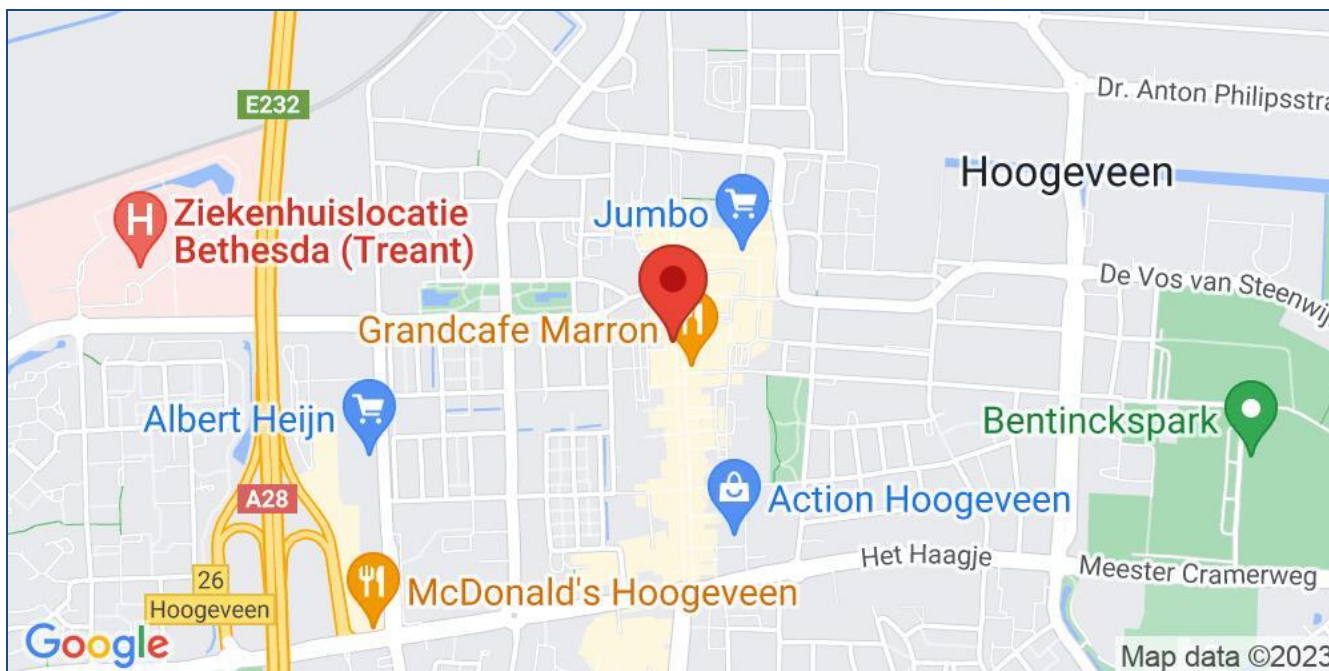 E232
Dr. Anton Philipsstra
Hoogeveen
H
Ziekenhuislocatie
Bethesda (Treant)
Jumbo
De Vos van Steenwij
Grandcafe Marron
Albert Heijn
Bentinckspark
A28
Action Hoogeveen
Het Haagje
Meester Cramerweg
26
Hoogeveen
McDonald's Hoogeveen
Google
Map data ©2023